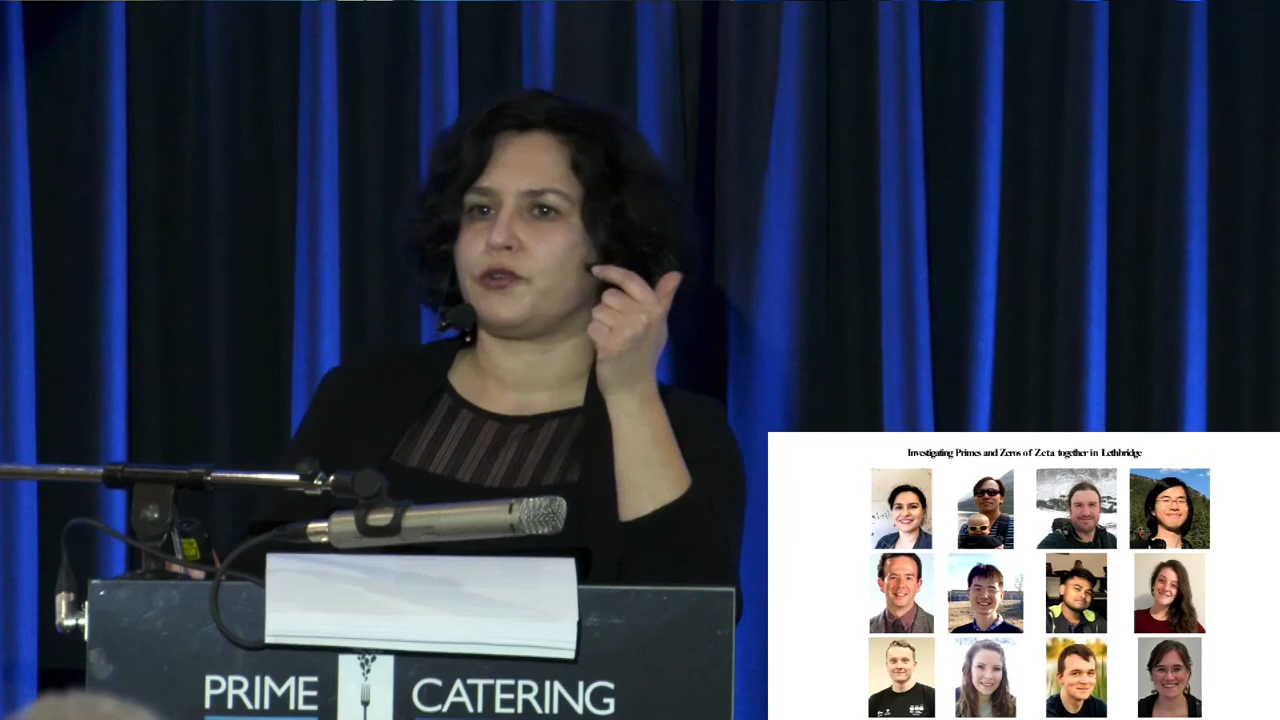 Investigating Primes and Zeros of Zeta together in Lethbridge
PRIME CATERING